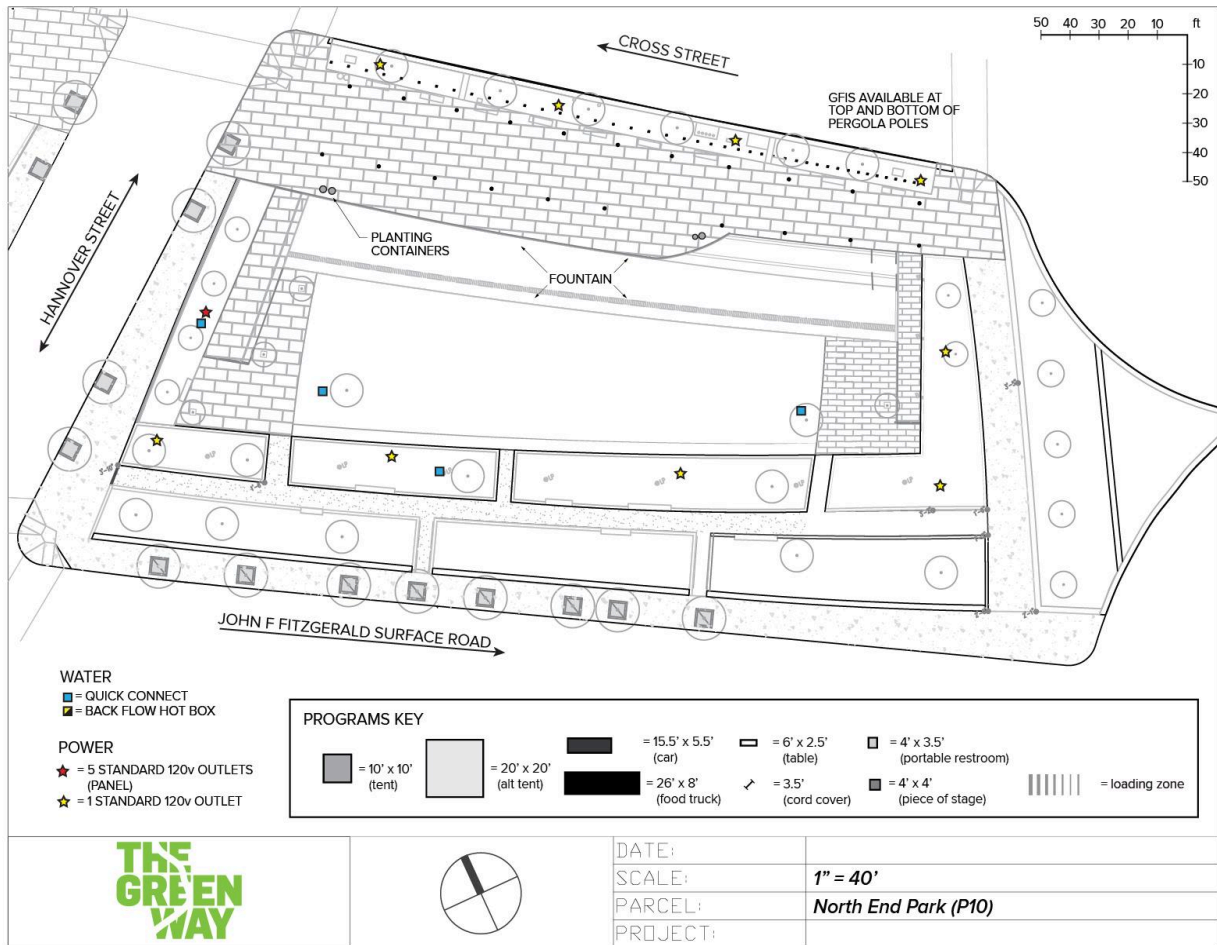 50 40 30 20 10 ft
10
20
30
40
50
CROSS STREET
GFIS AVAILABLE AT
TOP AND BOTTOM OF
PERGOLA POLES
HANNOVER STREET
PLANTING
CONTAINERS
FOUNTAIN
JOHN F FITZGERALD SURFACE ROAD
WATER
= QUICK CONNECT
= BACK FLOW HOT BOX
POWER
= 5 STANDARD 120v OUTLETS
(PANEL)
= 1 STANDARD 120v OUTLET
PROGRAMS KEY
= 10' x 10'
(tent)
= 20' x 20'
(alt tent)
= 15.5' x 5.5'
(car)
= 26' x 8'
(food truck)
= 6' x 2.5'
(table)
= 3.5'
(cord cover)
= 4' x 3.5'
(portable restroom)
= 4' x 4'
(piece of stage)
= loading zone
THE
GREEN
WAY
DATE:
SCALE: 1” = 40’
PARCEL: North End Park (P10)
PROJECT: